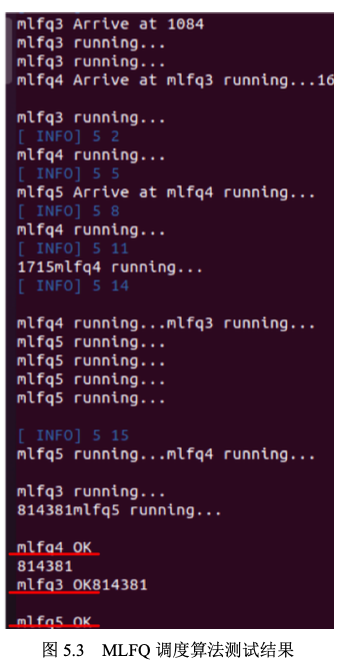 mlfq3 Arrive at 1084
mlfq3 running...
mlfq3 running...
mlfq4 Arrive at mlfq3 running...16
mlfq3 running...
[ INFO] 5 2
mlfq4 running...
[ INFO] 5 5
mlfq5 Arrive at mlfq4 running...
[ INFO] 5 8
mlfq4 running...
[ INFO] 5 11
1715mlfq4 running...
[ INFO] 5 14
mlfq4 running...mlfq3 running...
mlfq5 running...
mlfq5 running...
mlfq5 running...
mlfq5 running...
[ INFO] 5 15
mlfq5 running...mlfq4 running...
mlfq3 running...
814381mlfq5 running...
mlfq4 OK
814381
mlfq3 OK814381
mlfq5 OK
图 5.3 MLFQ 调度算法测试结果